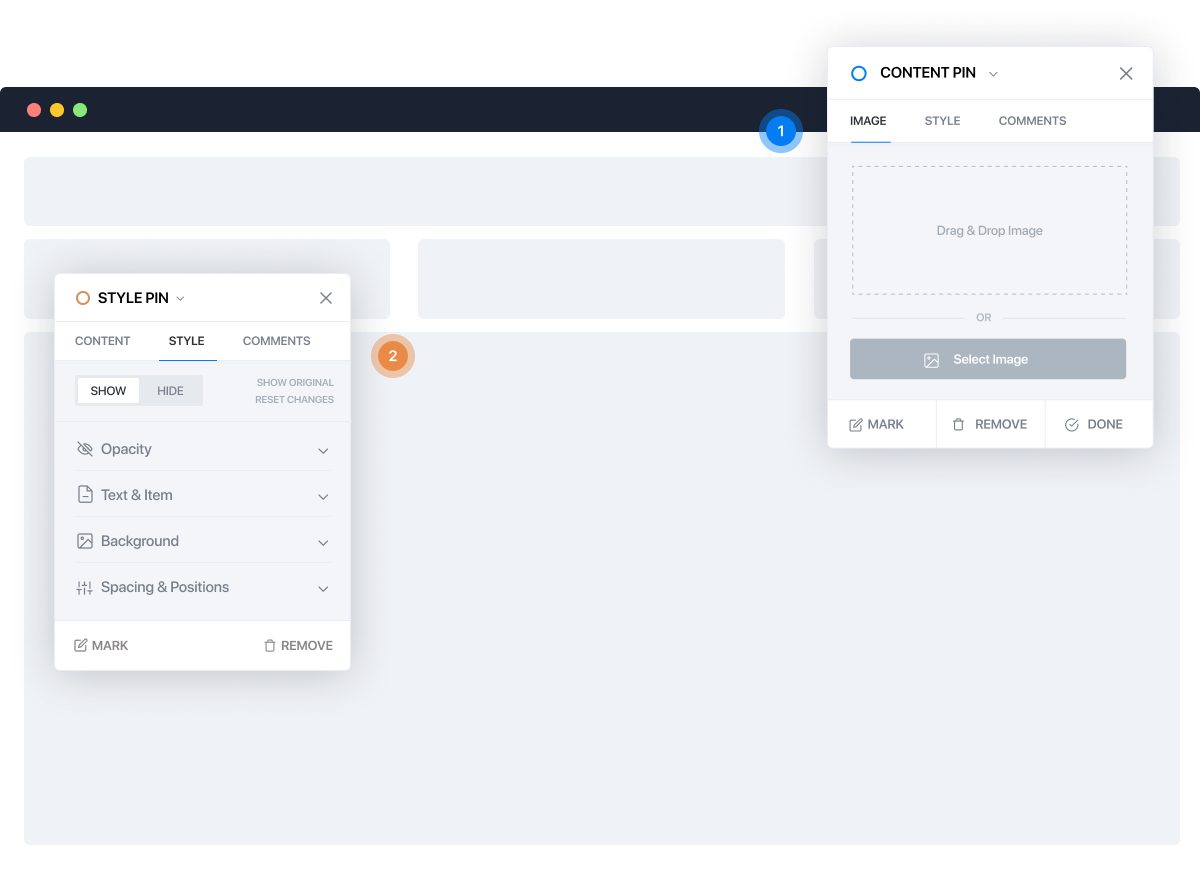 CONTENT PIN
IMAGE STYLE COMMENTS
1
Drag & Drop Image
OR
Select Image
MARK REMOVE DONE
STYLE PIN
CONTENT STYLE COMMENTS
2
SHOW HIDE
SHOW ORIGINAL
RESET CHANGES
Opacity
Text & Item
Background
Spacing & Positions
MARK REMOVE